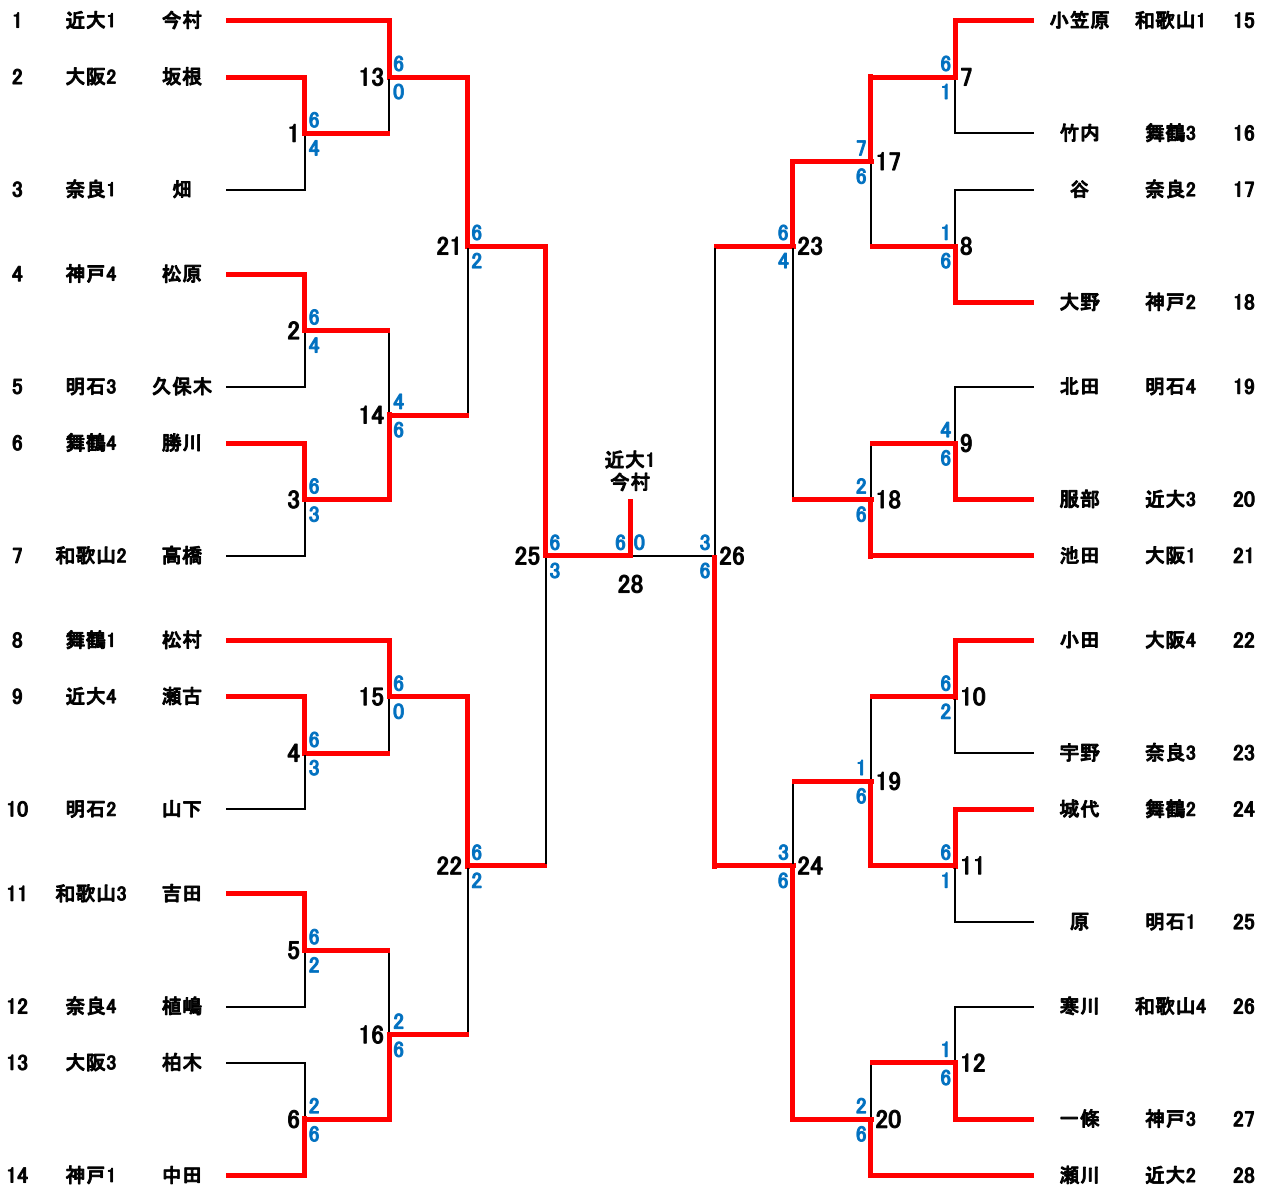 1 近大1 今村
2 大阪2 坂根
3 奈良1 畑
4 神戸4 松原
5 明石3 久保木
6 舞鶴4 勝川
7 和歌山2 高橋
8 舞鶴1 松村
9 近大4 瀬古
10 明石2 山下
11 和歌山3 吉田
12 奈良4 植嶋
13 大阪3 柏木
14 神戸1 中田
1 6 4
2 6 4
3 6 3
4 6 3
5 6 2
6 2 6
13 6 0
14 4 6
15 6 0
16 2 6
21 6 2
22 6 2
25 6 3
近大1
今村
6 0
28
3 6 26
6 4 23
3 6 24
7 6 17
2 6 18
1 6 19
2 6 20
6 1 7
1 6 8
4 6 9
6 2 10
6 1 11
1 6 12
小笠原 和歌山1 15
竹内 舞鶴3 16
谷 奈良2 17
大野 神戸2 18
北田 明石4 19
服部 近大3 20
池田 大阪1 21
小田 大阪4 22
宇野 奈良3 23
城代 舞鶴2 24
原 明石1 25
寒川 和歌山4 26
一條 神戸3 27
瀬川 近大2 28